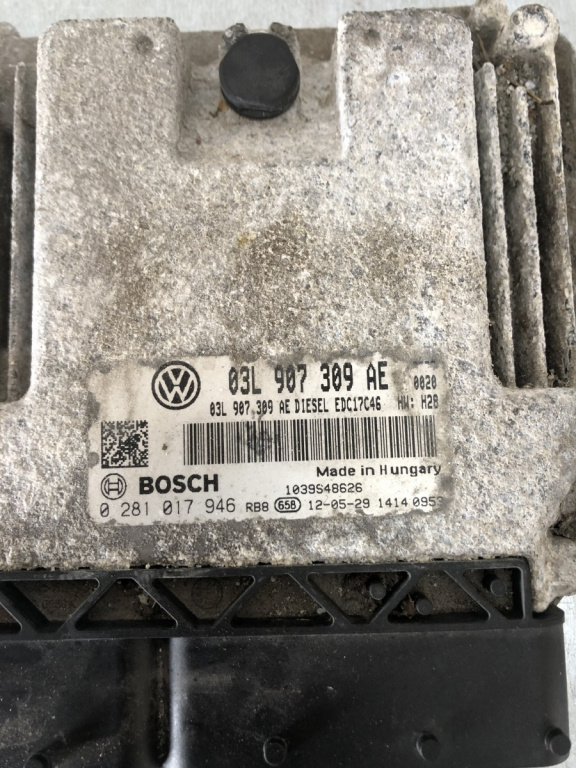 03L 907 309 AE 0020
03L 907 309 AE DIESEL EDC17C46 HW: H2B
Made in Hungary
BOSCH 1039S48626
0 281 017 946 RB8 658 12-05-29 1414 0953